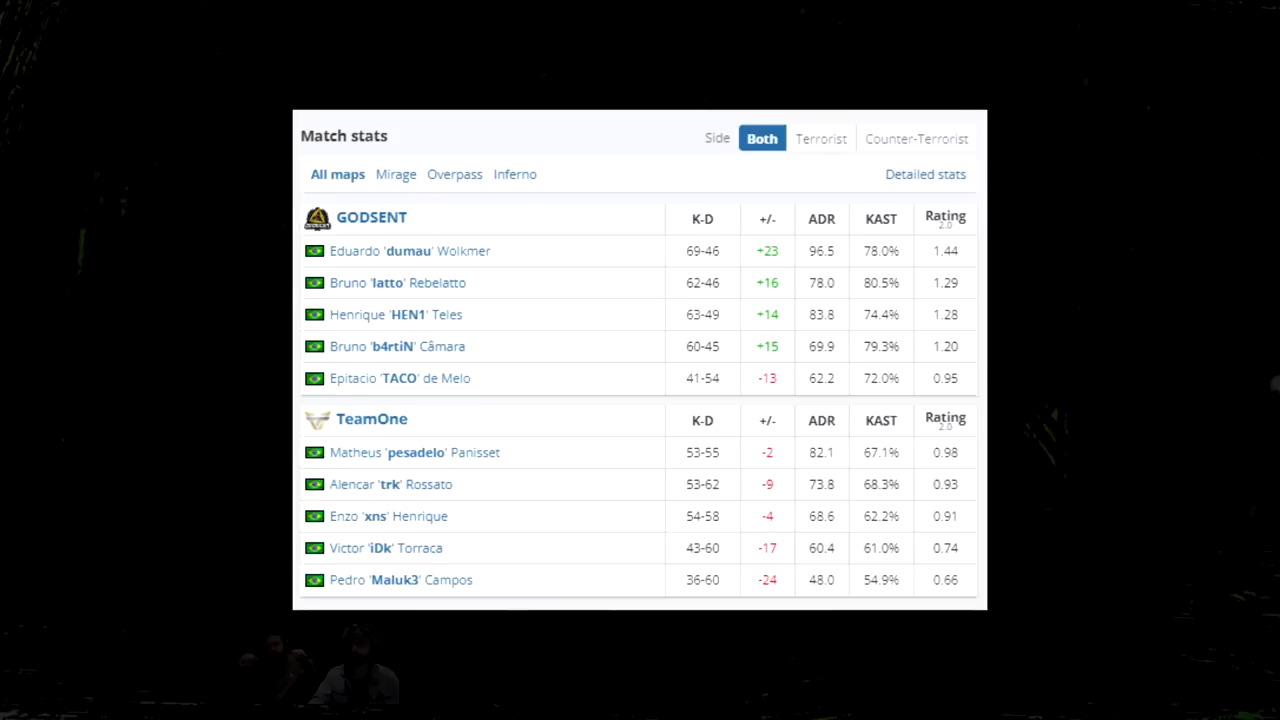 Match stats Side Both Terrorist Counter-Terrorist
All maps Mirage Overpass Inferno Detailed stats
GODSENT K-D +/- ADR KAST Rating 2.0
Eduardo 'dumau' Wolkmer 69-46 +23 96.5 78.0% 1.44
Bruno 'latto' Rebelatto 62-46 +16 78.0 80.5% 1.29
Henrique 'HEN1' Teles 63-49 +14 83.8 74.4% 1.28
Bruno 'b4rtiN' Câmara 60-45 +15 69.9 79.3% 1.20
Epitacio 'TACO' de Melo 41-54 -13 62.2 72.0% 0.95
TeamOne K-D +/- ADR KAST Rating 2.0
Matheus 'pesadelo' Panisset 53-55 -2 82.1 67.1% 0.98
Alencar 'trk' Rossato 53-62 -9 73.8 68.3% 0.93
Enzo 'xns' Henrique 54-58 -4 68.6 62.2% 0.91
Victor 'iDk' Torraca 43-60 -17 60.4 61.0% 0.74
Pedro 'Maluk3' Campos 36-60 -24 48.0 54.9% 0.66